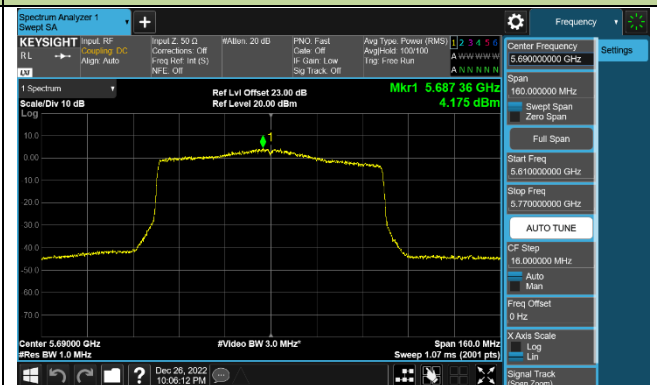 Spectrum Analyzer 1
Swept SA
Frequency
KEYSIGHT
RL
LXI
Input: RF
Coupling: DC
Align: Auto
Input Z: 50 Ω
Corrections: Off
Freq Ref: Int (S)
NFE: Off
#Atten: 20 dB
PNO: Fast
Gate: Off
IF Gain: Low
Sig Track: Off
Avg Type: Power (RMS)
Avg|Hold: 100/100
Trig: Free Run
1 2 3 4 5 6
A W W W W W
A N N N N N
Center Frequency
5.690000000 GHz
Settings
Span
160.000000 MHz
Swept Span
Zero Span
Full Span
Start Freq
5.610000000 GHz
Stop Freq
5.770000000 GHz
AUTO TUNE
CF Step
16.000000 MHz
Auto
Man
Freq Offset
0 Hz
X Axis Scale
Log
Lin
Signal Track
(Span Zoom)
1 Spectrum
Scale/Div 10 dB
Log
Ref Lvl Offset 23.00 dB
Ref Level 20.00 dBm
Mkr1 5.687 36 GHz
4.175 dBm
1
10.0
0.00
-10.0
-20.0
-30.0
-40.0
-50.0
-60.0
-70.0
Center 5.69000 GHz
#Res BW 1.0 MHz
#Video BW 3.0 MHz*
Span 160.0 MHz
Sweep 1.07 ms (2001 pts)
?
Dec 26, 2022
10:06:12 PM